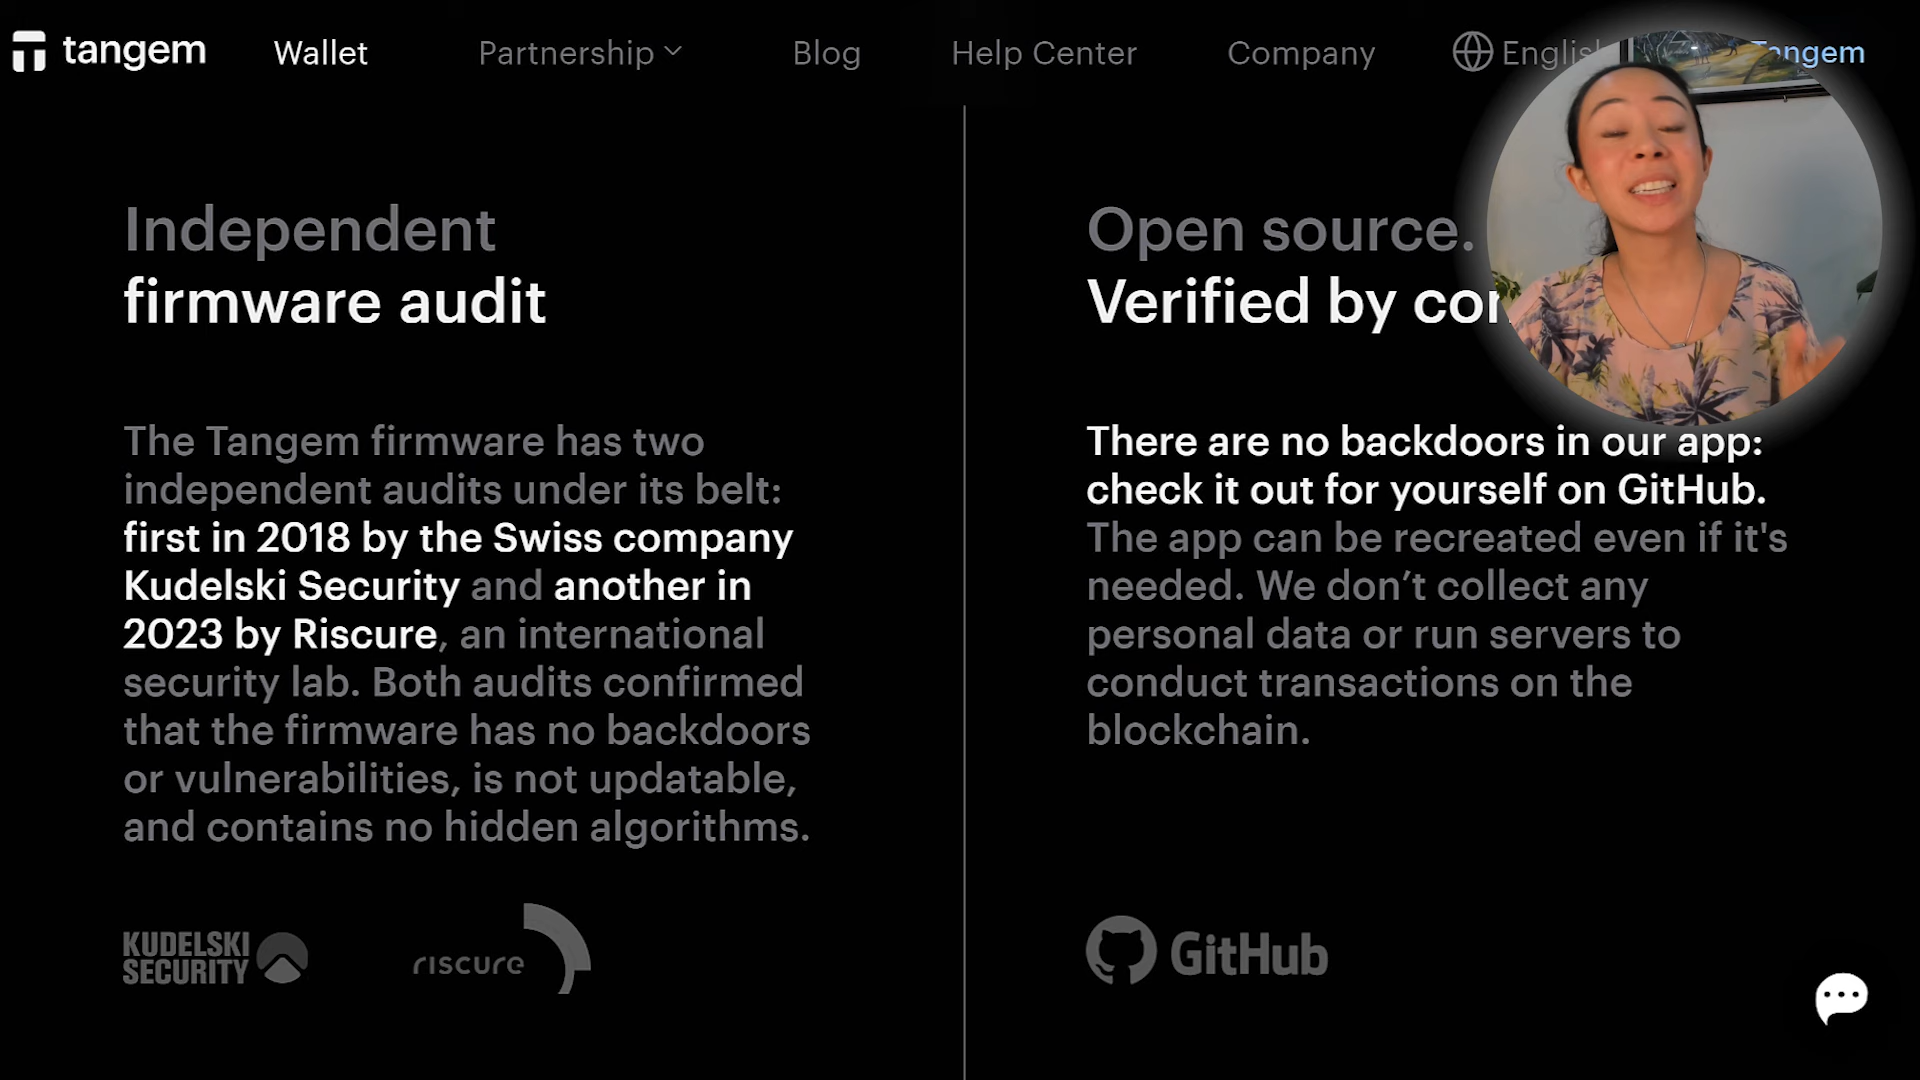 tangem
Wallet
Partnership
Blog
Help Center
Company
Tangem
Independent
firmware audit
The Tangem firmware has two
independent audits under its belt:
first in 2018 by the Swiss company
Kudelski Security and another in
2023 by Riscure, an international
security lab. Both audits confirmed
that the firmware has no backdoors
or vulnerabilities, is not updatable,
and contains no hidden algorithms.
KUDELSKI
SECURITY
riscure
Open source.
Verified by
There are no backdoors in our app:
check it out for yourself on GitHub.
The app can be recreated even if it's
needed. We don’t collect any
personal data or run servers to
conduct transactions on the
blockchain.
GitHub